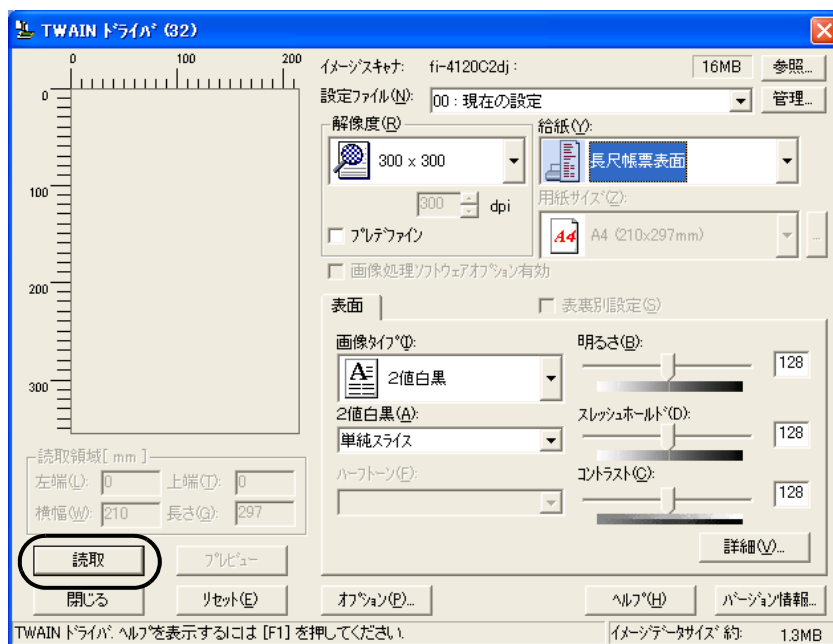 TWAIN ﾄﾞﾗｲﾊﾞ (32)
0 100 200
0
100
200
300
ｲﾒｰｼﾞｽｷｬﾅ: fi-4120C2dj : 16MB 参照...
設定ファイル(N): 00 : 現在の設定 管理...
解像度(R)
300 x 300
300 dpi
ﾌﾟﾚﾃﾞﾌｧｲﾝ
給紙(Y):
長尺帳票表面
用紙ｻｲｽﾞ(Z):
A4 A4 (210x297mm) ...
画像処理ｿﾌﾄｳｪｱｵﾌﾟｼｮﾝ有効
表面
表裏別設定(S)
画像ﾀｲﾌﾟ(I):
2値白黒
2値白黒(A):
単純スライス
ﾊｰﾌﾄｰﾝ(F):
明るさ(B):
128
ｽﾚｯｼｭﾎｰﾙﾄﾞ(D):
128
ｺﾝﾄﾗｽﾄ(C):
128
詳細(V)...
読取領域[ mm ]
左端(L): 0 上端(T): 0
横幅(W): 210 長さ(G): 297
読取 ﾌﾟﾚﾋﾞｭｰ
閉じる ﾘｾｯﾄ(E) ｵﾌﾟｼｮﾝ(P)... ﾍﾙﾌﾟ(H) ﾊﾞｰｼﾞｮﾝ情報...
TWAIN ﾄﾞﾗｲﾊﾞ. ﾍﾙﾌﾟを表示するには [F1] を押してください. ｲﾒｰｼﾞﾃﾞｰﾀｻｲｽﾞ 約: 1.3MB